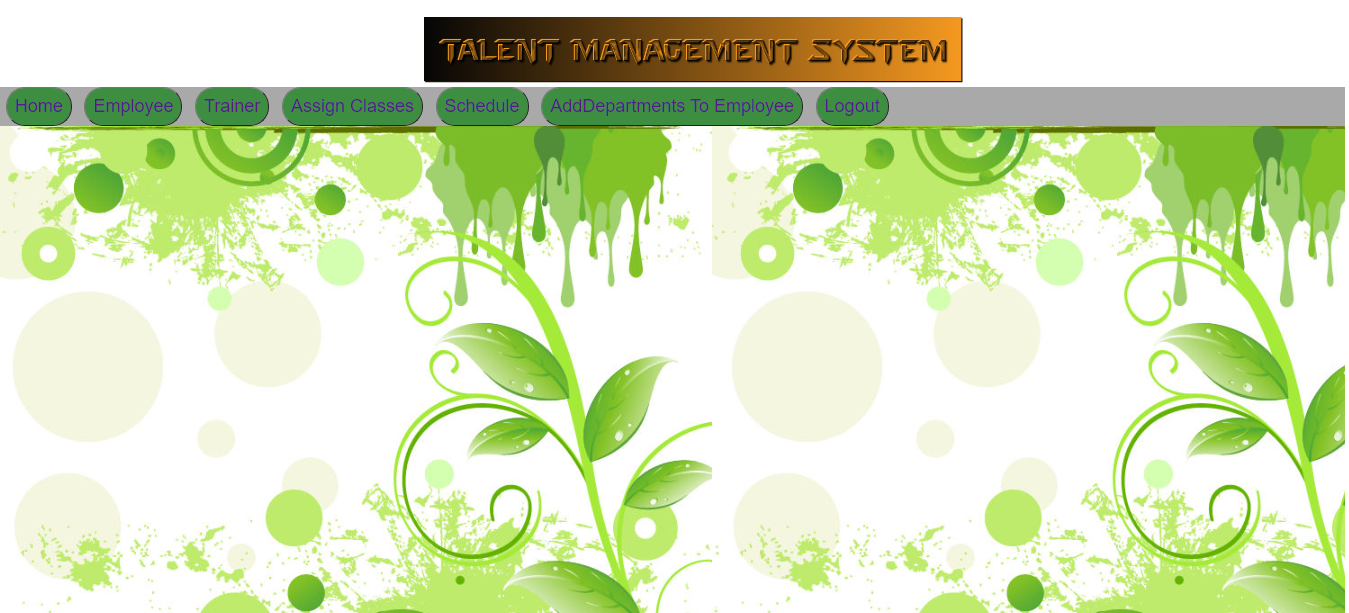 TALENT MANAGEMENT SYSTEM
Home Employee Trainer Assign Classes Schedule AddDepartments To Employee Logout